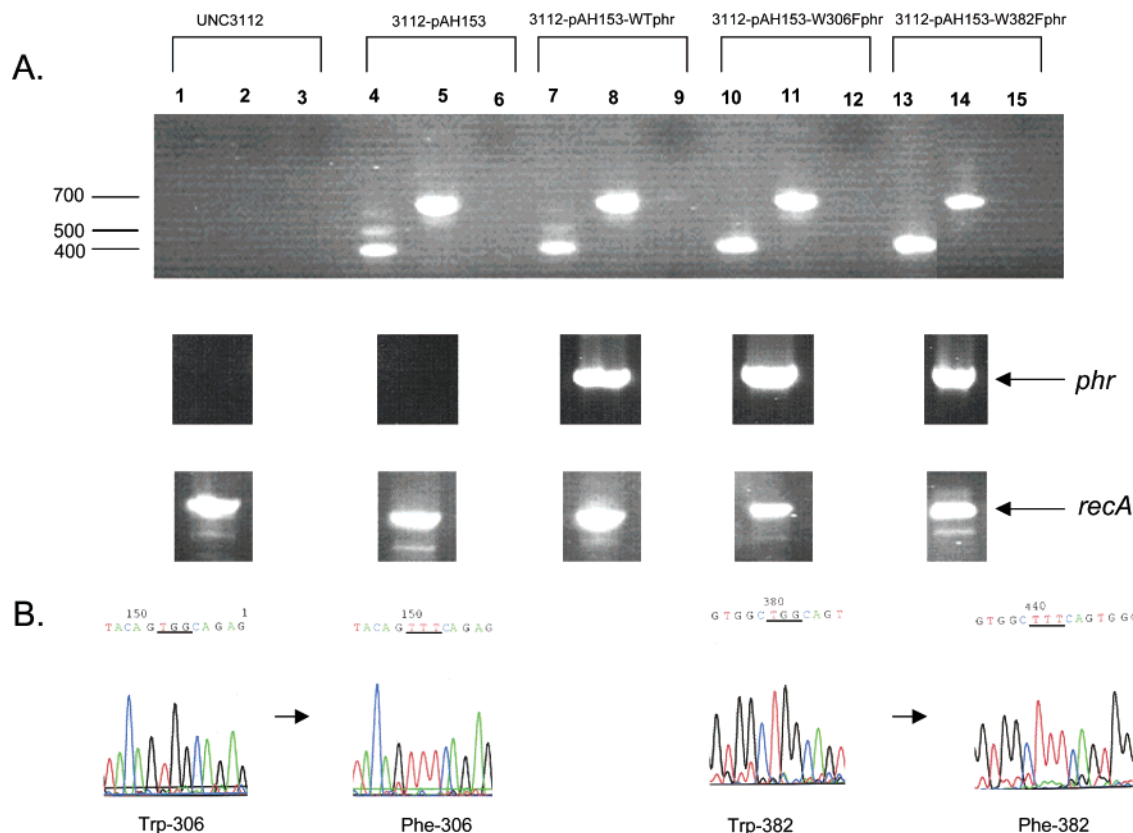 UNC3112 3112-pAH153 3112-pAH153-WTphr 3112-pAH153-W306Fphr 3112-pAH153-W382Fphr
A.
1 2 3 4 5 6 7 8 9 10 11 12 13 14 15
700
500
400
phr
recA
B.
150 1 150 380 440
TACAGTGGCAGAG TACAGTTTCAGAG GTGGCTGGCAGT GTGGCTTTCAGTGGC
Trp-306 Phe-306 Trp-382 Phe-382